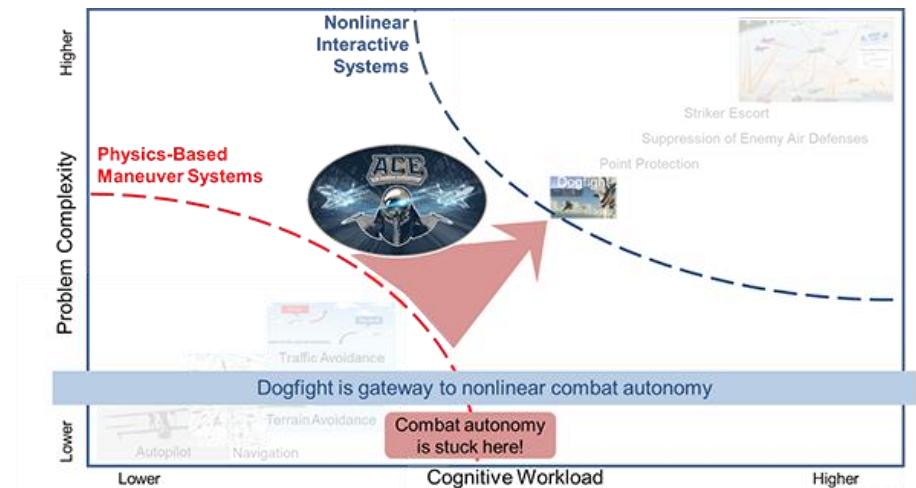 Nonlinear
Interactive
Systems
Higher
Striker Escort
Suppression of Enemy Air Defenses
Physics-Based
Maneuver Systems
ACE
Point Protection
Dogfight
Problem Complexity
Traffic Avoidance
Dogfight is gateway to nonlinear combat autonomy
Terrain Avoidance
Combat autonomy
is stuck here!
Autopilot
Navigation
Lower
Lower
Cognitive Workload
Higher